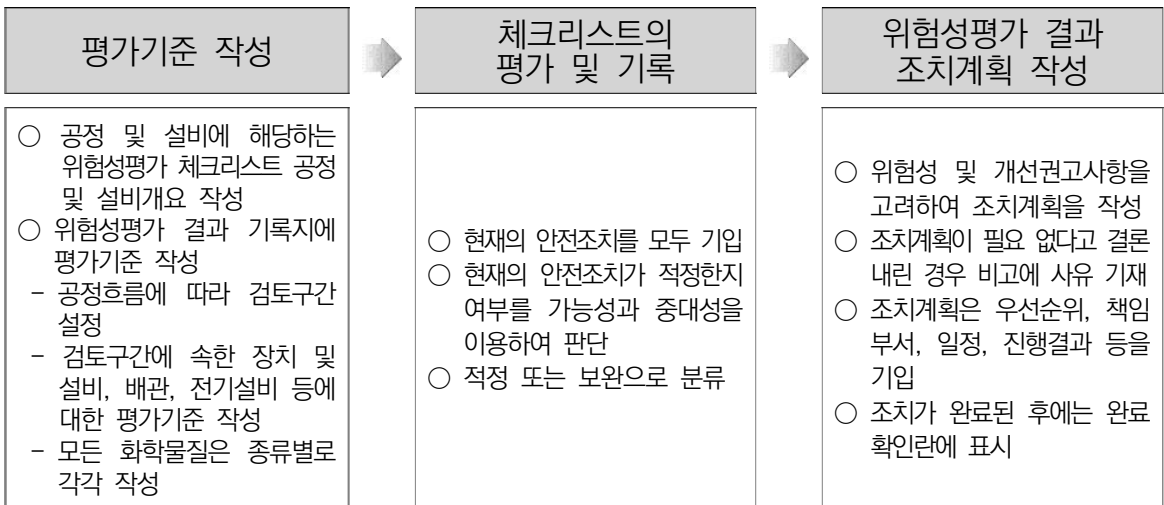 평가기준 작성
체크리스트의
평가 및 기록
위험성평가 결과
조치계획 작성
○ 공정 및 설비에 해당하는
위험성평가 체크리스트 공정
및 설비개요 작성
○ 위험성평가 결과 기록지에
평가기준 작성
- 공정흐름에 따라 검토구간
설정
- 검토구간에 속한 장치 및
설비, 배관, 전기설비 등에
대한 평가기준 작성
- 모든 화학물질은 종류별로
각각 작성
○ 현재의 안전조치를 모두 기입
○ 현재의 안전조치가 적정한지
여부를 가능성과 중대성을
이용하여 판단
○ 적정 또는 보완으로 분류
○ 위험성 및 개선권고사항을
고려하여 조치계획을 작성
○ 조치계획이 필요 없다고 결론
내린 경우 비고에 사유 기재
○ 조치계획은 우선순위, 책임
부서, 일정, 진행결과 등을
기입
○ 조치가 완료된 후에는 완료
확인란에 표시